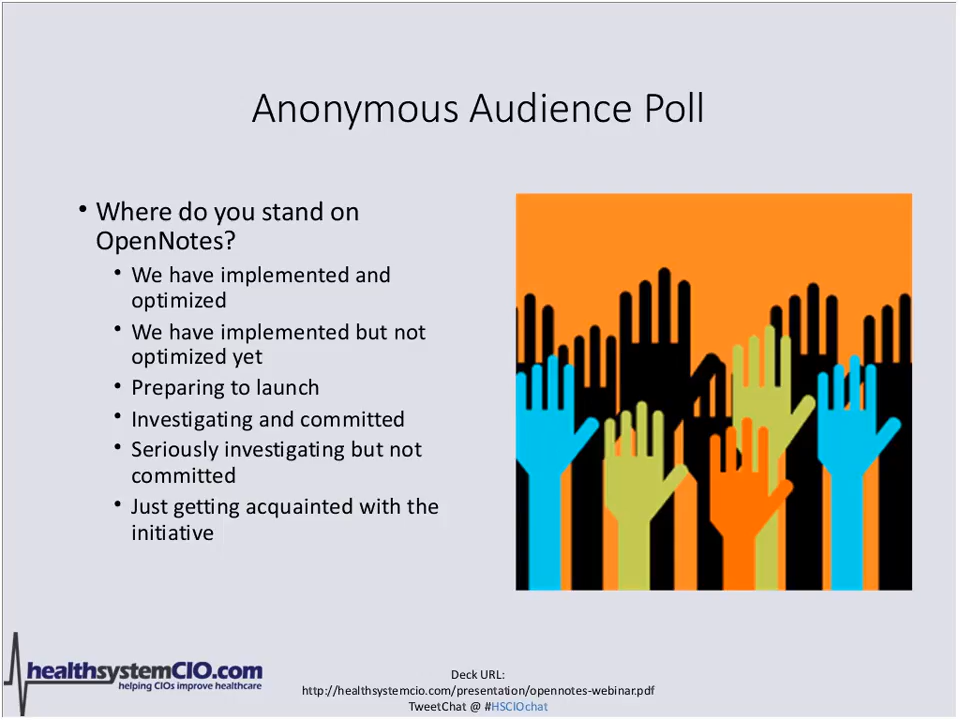 Anonymous Audience Poll
• Where do you stand on
OpenNotes?
• We have implemented and
optimized
• We have implemented but not
optimized yet
• Preparing to launch
• Investigating and committed
• Seriously investigating but not
committed
• Just getting acquainted with the
initiative
healthsystemCIO.com
helping CIOs improve healthcare
Deck URL:
http://healthsystemcio.com/presentation/opennotes-webinar.pdf
TweetChat @ #HSCIOchat